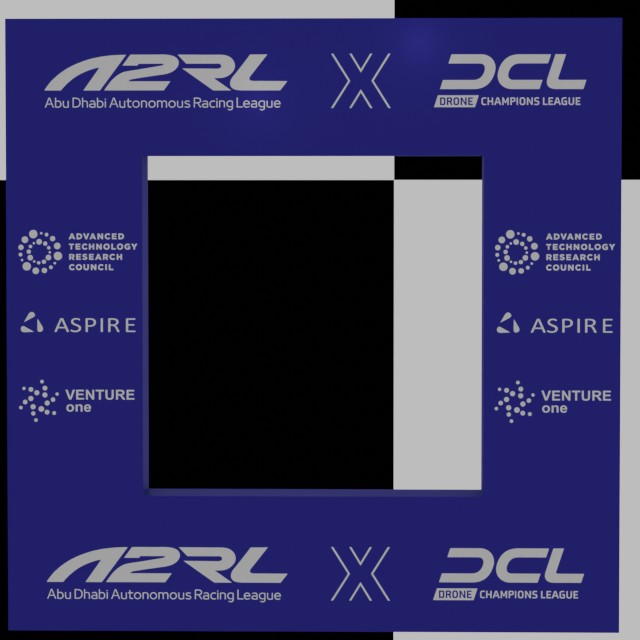 A2RL X DCL
Abu Dhabi Autonomous Racing League DRONE CHAMPIONS LEAGUE
ADVANCED
TECHNOLOGY
RESEARCH
COUNCIL
ASPIRE
VENTURE
one
ADVANCED
TECHNOLOGY
RESEARCH
COUNCIL
ASPIRE
VENTURE
one
A2RL X DCL
Abu Dhabi Autonomous Racing League DRONE CHAMPIONS LEAGUE